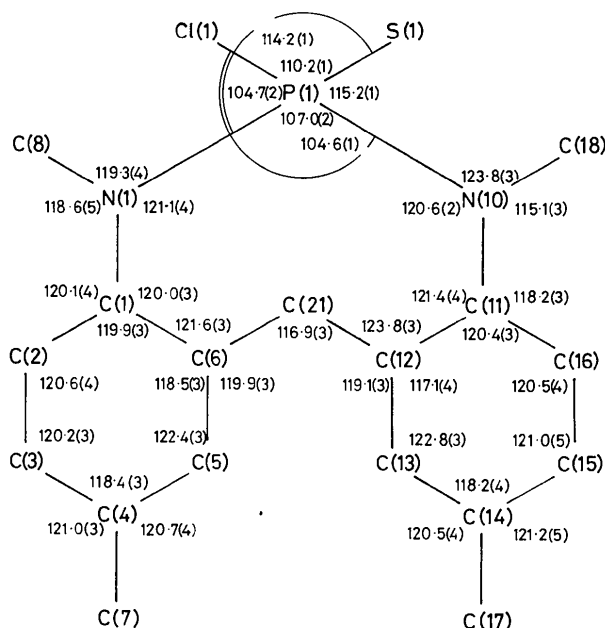 Cl(1) S(1)
114·2(1)
110·2(1)
104·7(2) P(1) 115·2(1)
107·0(2)
C(8) 104·6(1) C(18)
119·3(4) 123·8(3)
N(1) N(10)
118·6(5) 121·1(4) 120·6(2) 115·1(3)
120·1(4) C(1) 120·0(3) C(21) 121·4(4) C(11) 118·2(3)
119·9(3) 121·6(3) 116·9(3) 123·8(3) 120·4(3)
C(2) C(6) C(12) C(16)
120·6(4) 118·5(3) 119·9(3) 119·1(3) 117·1(4) 120·5(4)
120·2(3) 122·4(3) 122·8(3) 121·0(5)
C(3) C(5) C(13) C(15)
118·4(3) 118·2(4)
C(4) C(14)
121·0(3) 120·7(4) 120·5(4) 121·2(5)
C(7) C(17)